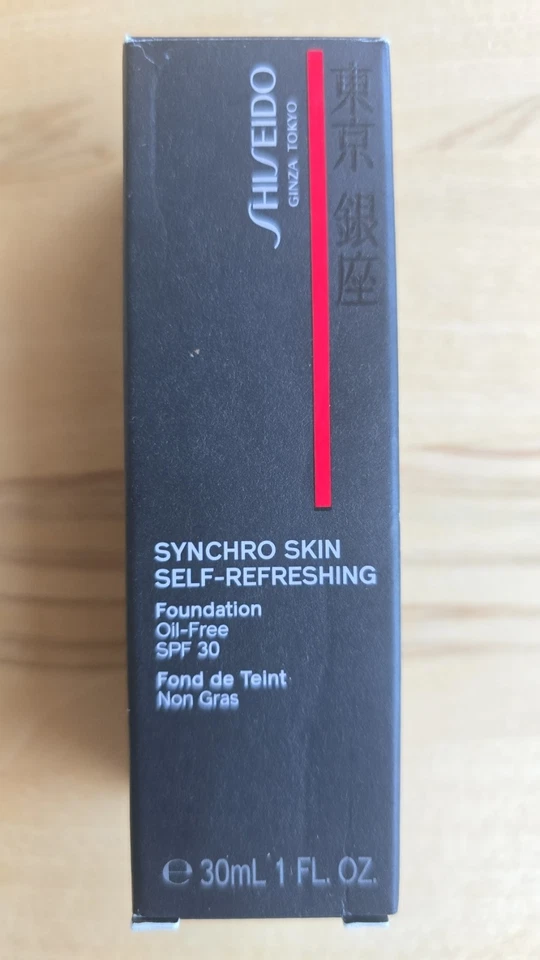 SHISEIDO
GINZA TOKYO
東京 銀座
SYNCHRO SKIN
SELF-REFRESHING
Foundation
Oil-Free
SPF 30
Fond de Teint
Non Gras
℮ 30mL 1 FL. OZ.